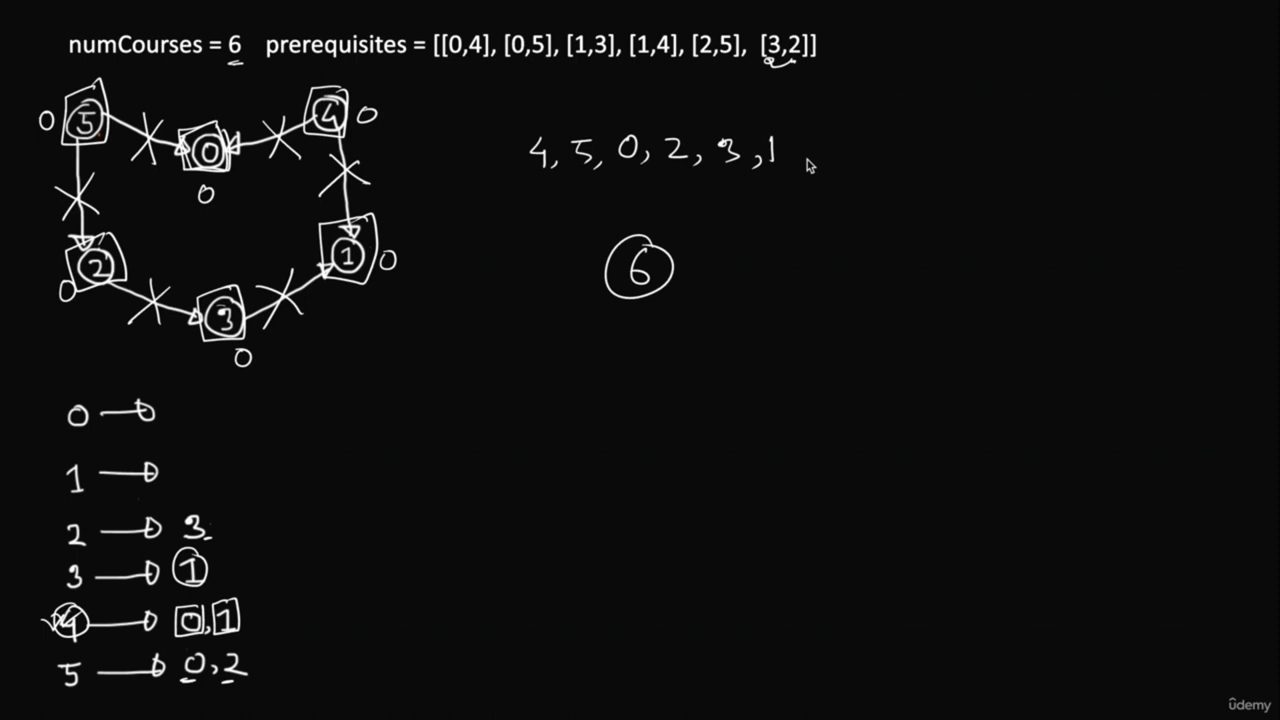 numCourses = 6 prerequisites = [[0,4], [0,5], [1,3], [1,4], [2,5], [3,2]]
0 5 4 0
0
0
4, 5, 0, 2, 3, 1
2 1 0
0
6
3
0
0
1
2 3
3 1
4 0, 1
5 0, 2
ûdemy